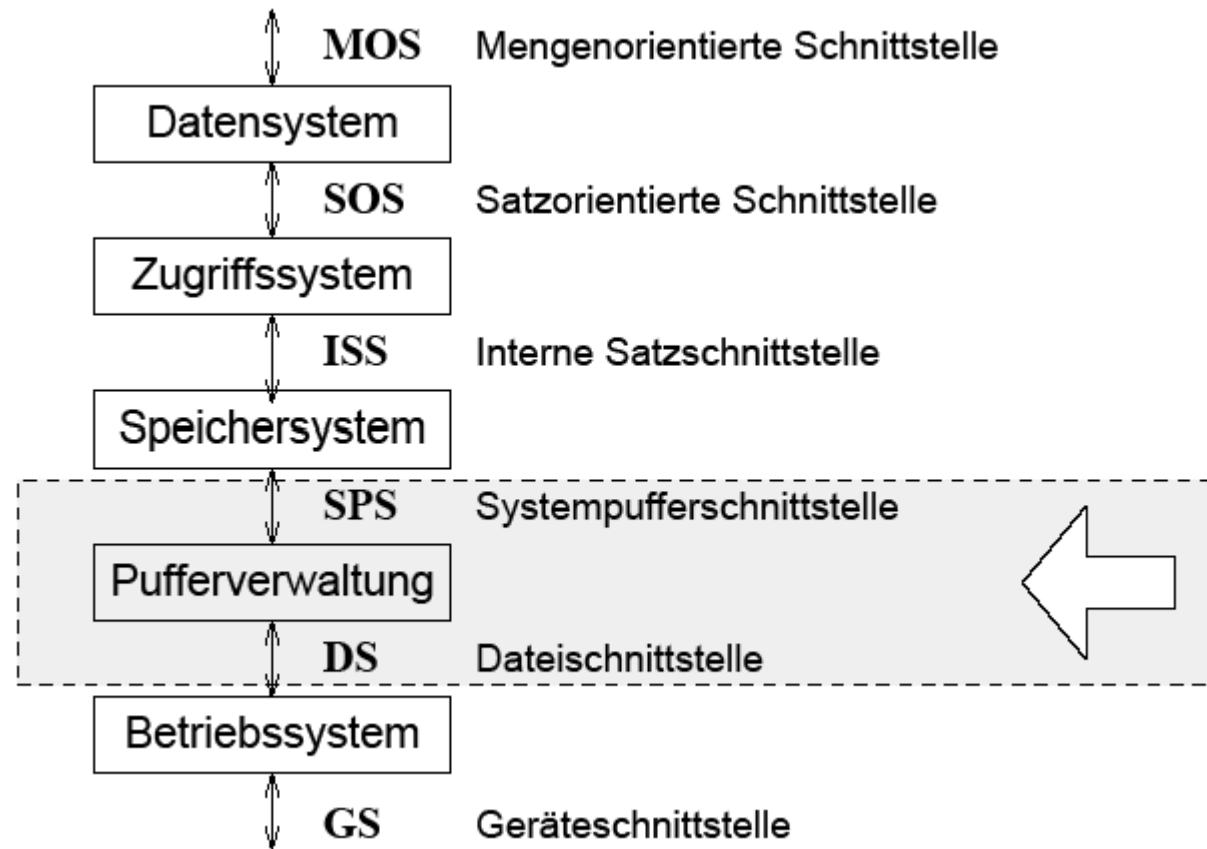 MOS Mengenorientierte Schnittstelle
Datensystem
SOS Satzorientierte Schnittstelle
Zugriffssystem
ISS Interne Satzschnittstelle
Speichersystem
SPS Systempufferschnittstelle
Pufferverwaltung
DS Dateischnittstelle
Betriebssystem
GS Geräteschnittstelle